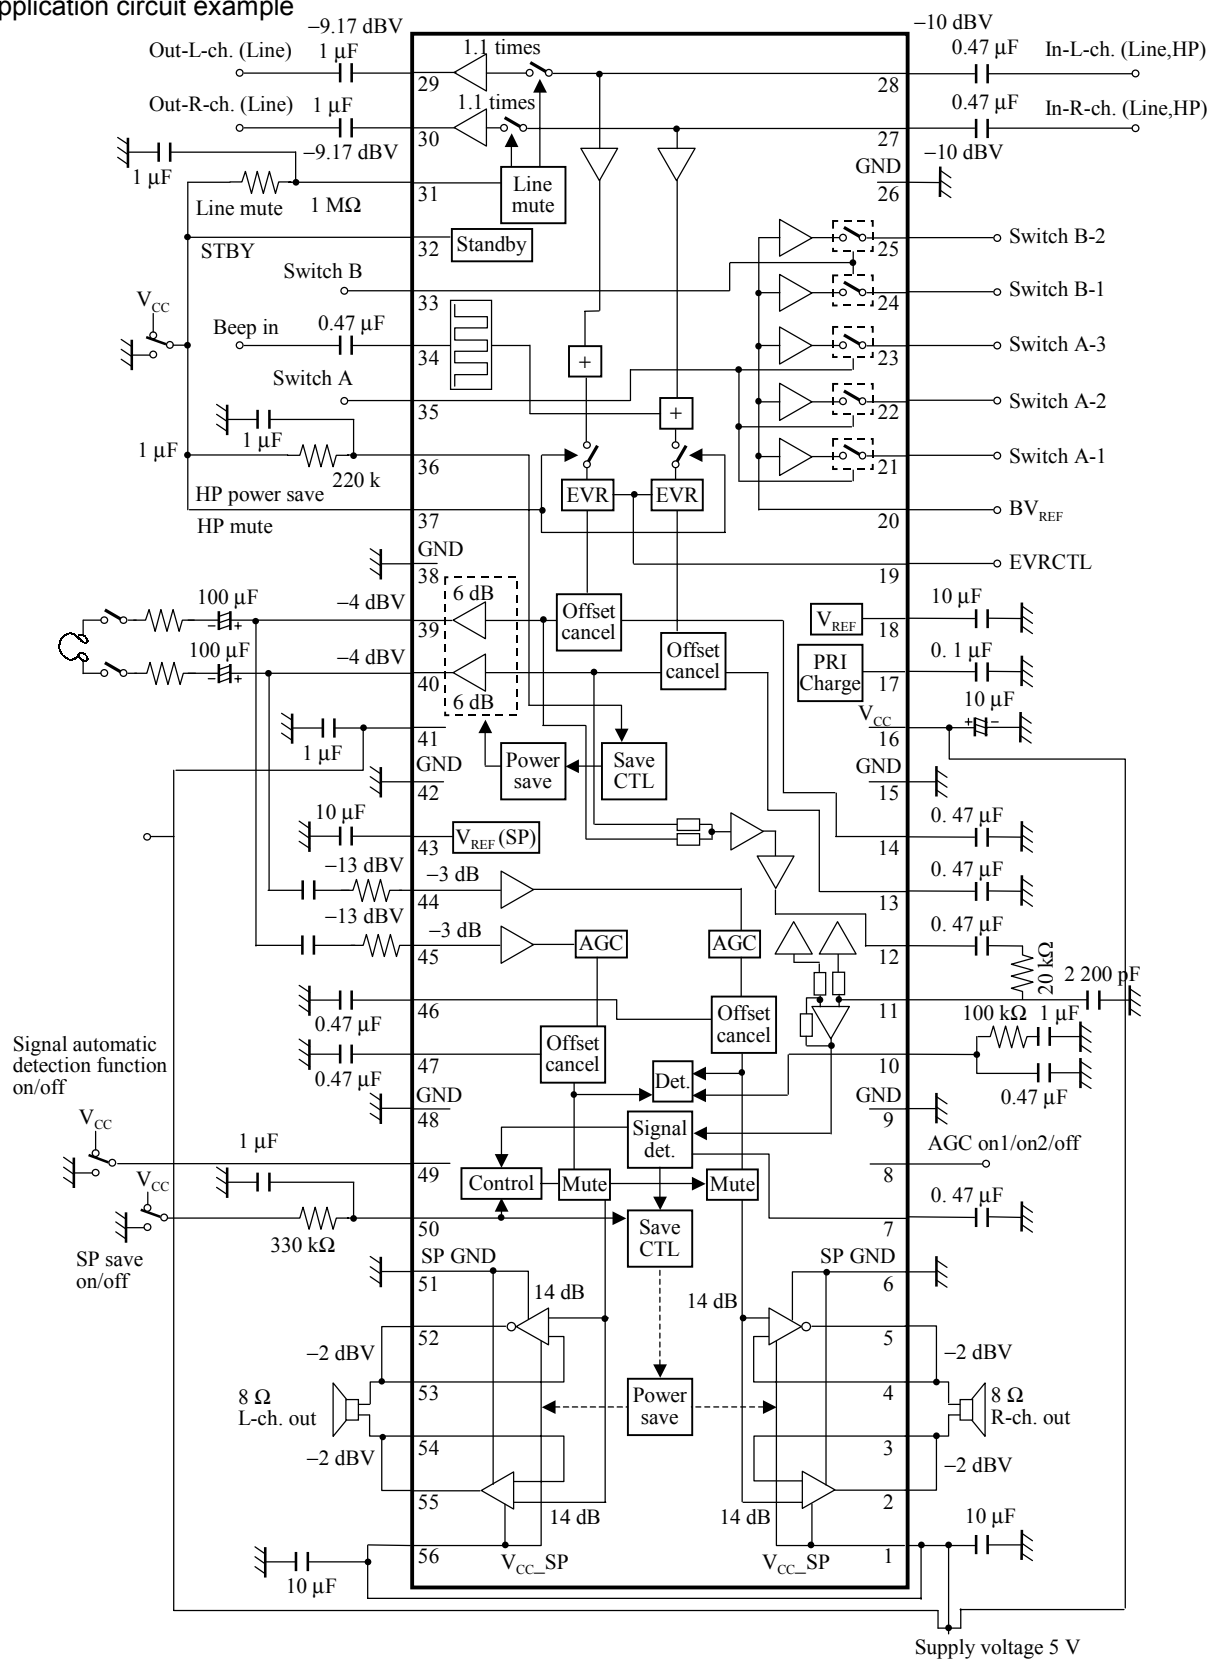 pplication circuit example
−9.17 dBV
−10 dBV
Out-L-ch. (Line)
1 µF
1.1 times
0.47 µF
In-L-ch. (Line,HP)
29
28
Out-R-ch. (Line)
1 µF
1.1 times
0.47 µF
In-R-ch. (Line,HP)
30
27
−9.17 dBV
−10 dBV
GND
26
1 µF
Line mute
1 MΩ
31
Line
mute
STBY
32
Standby
25
Switch B-2
Switch B
33
24
Switch B-1
VCC
Beep in
0.47 µF
34
+
23
Switch A-3
Switch A
35
+
22
Switch A-2
1 µF
1 µF
220 k
36
21
Switch A-1
HP power save
HP mute
37
EVR
EVR
20
BVREF
GND
38
19
EVRCTL
100 µF
−4 dBV
39
6 dB
Offset
cancel
VREF
18
10 µF
− +
100 µF
−4 dBV
40
6 dB
Offset
cancel
PRI
Charge
17
0. 1 µF
− +
1 µF
41
VCC
16
10 µF
+ −
GND
42
Power
save
Save
CTL
GND
15
10 µF
43
VREF (SP)
14
0. 47 µF
−13 dBV
−3 dB
44
13
0. 47 µF
−13 dBV
−3 dB
45
AGC
AGC
12
0. 47 µF
20 kΩ
2 200 pF
0.47 µF
46
Offset
cancel
11
100 kΩ
1 µF
0.47 µF
47
Offset
cancel
Det.
10
0.47 µF
Signal automatic
detection function
on/off
GND
48
Signal
det.
GND
9
AGC on1/on2/off
VCC
1 µF
49
Control
Mute
Mute
8
VCC
330 kΩ
50
Save
CTL
7
0. 47 µF
SP save
on/off
SP GND
51
SP GND
6
14 dB
14 dB
52
5
−2 dBV
−2 dBV
53
4
8 Ω
L-ch. out
Power
save
8 Ω
R-ch. out
54
3
−2 dBV
−2 dBV
55
2
14 dB
14 dB
10 µF
56
VCC_SP
VCC_SP
1
10 µF
Supply voltage 5 V